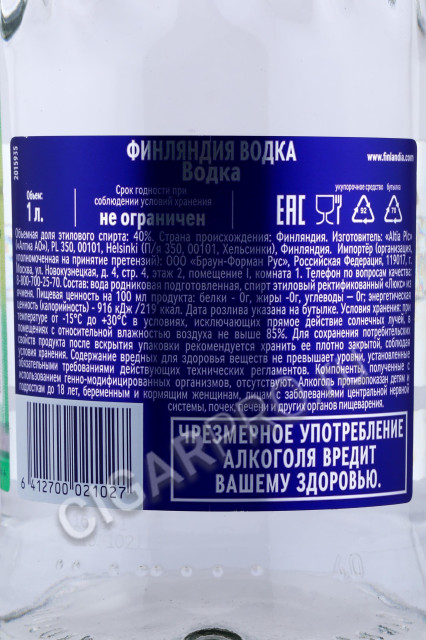 ФИНЛЯНДИЯ ВОДКА
Водка
www.finlandia.com
2015935
Объем:
1 л.
Срок годности при
соблюдении условий хранения
не ограничен
EAC
укупорочное средство бутылка
92
Объемная доля этилового спирта: 40%. Страна происхождения: Финляндия. Изготовитель: «Altia Plc»
(«Алтиа АО»), PL 350, 00101, Helsinki (П/я 350, 00101, Хельсинки), Финляндия. Импортёр (организация,
уполномоченная на принятие претензий): ООО «Браун-Форман Рус», Российская Федерация, 119017, г.
Москва, ул. Новокузнецкая, д. 4, стр. 4, этаж 2, помещение I, комната 1. Телефон по вопросам качества:
8-800-700-25-70. Состав: вода родниковая подготовленная, спирт этиловый ректификованный «Люкс» из
ячменя. Пищевая ценность на 100 мл продукта: белки - 0г, жиры -0г, углеводы – 0г; энергетическая
ценность (калорийность) - 916 кДж /219 ккал. Дата розлива указана на бутылке. Условия хранения: при
температуре от -15°С до +30°С в условиях, исключающих прямое действие солнечных лучей, в
помещениях с относительной влажностью воздуха не выше 85%. Для сохранения потребительских
свойств продукта после вскрытия упаковки рекомендуется хранить ее плотно закрытой, соблюдая
условия хранения. Содержание вредных для здоровья веществ не превышает уровни, установленные
обязательными требованиями действующих технических регламентов. Компоненты, полученные с
использованием генно-модифицированных организмов, отсутствуют. Алкоголь противопоказан детям и
подросткам до 18 лет, беременным и кормящим женщинам, лицам с заболеваниями центральной нервной
системы, почек, печени и других органов пищеварения.
ЧРЕЗМЕРНОЕ УПОТРЕБЛЕНИЕ
АЛКОГОЛЯ ВРЕДИТ
ВАШЕМУ ЗДОРОВЬЮ.
6 412700 021027
CIGARPRO.RU